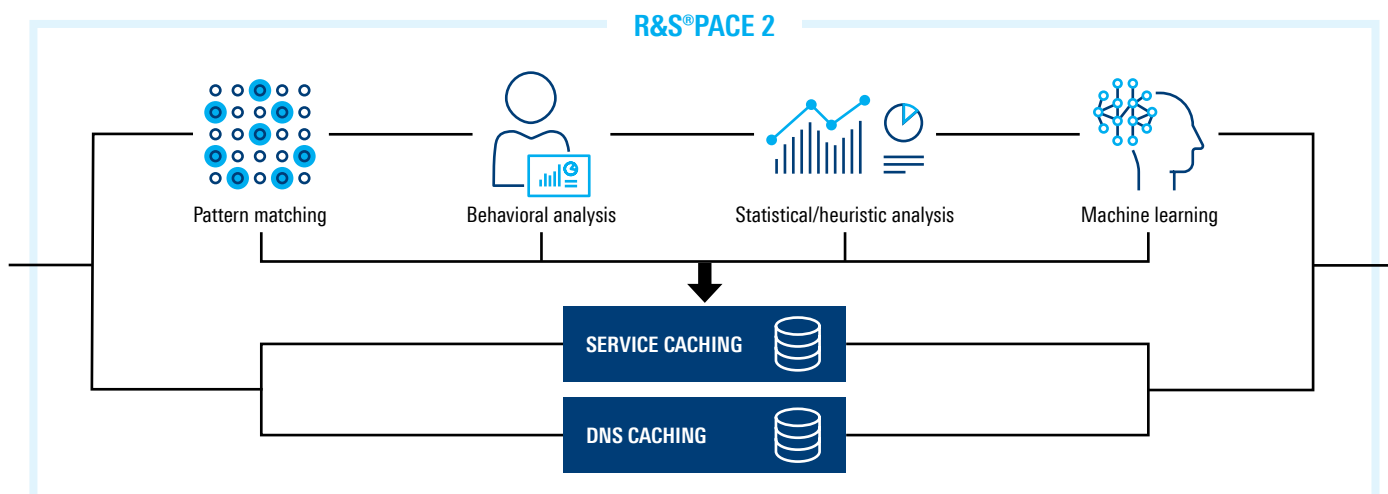 R&S®PACE 2
Pattern matching
Behavioral analysis
Statistical/heuristic analysis
Machine learning
SERVICE CACHING
DNS CACHING